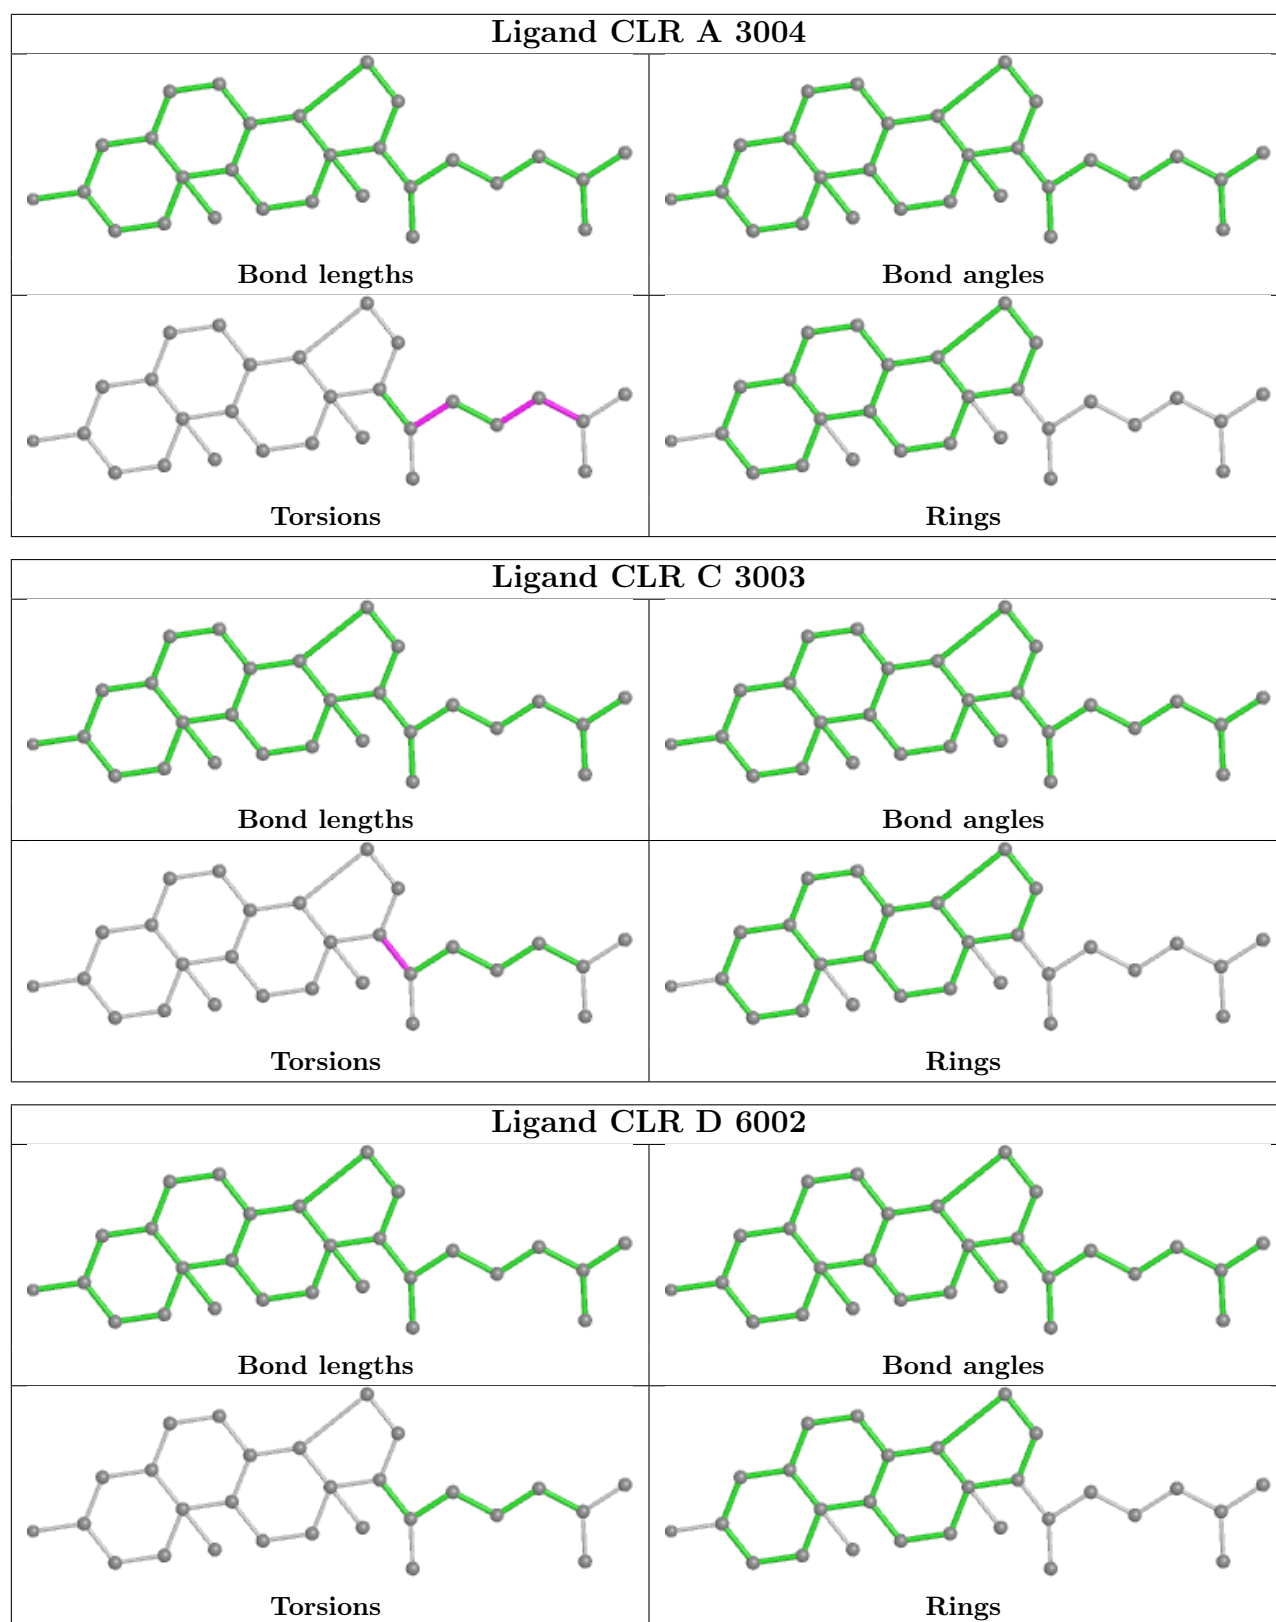 Ligand CLR A 3004
Bond lengths
Bond angles
Torsions
Rings
Ligand CLR C 3003
Bond lengths
Bond angles
Torsions
Rings
Ligand CLR D 6002
Bond lengths
Bond angles
Torsions
Rings